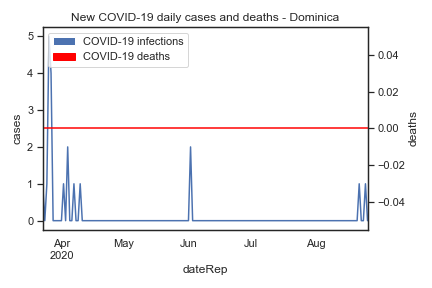 New COVID-19 daily cases and deaths - Dominica
COVID-19 infections
COVID-19 deaths
5
4
3
2
1
0
cases
0.04
0.02
0.00
−0.02
−0.04
deaths
Apr
2020
May
Jun
Jul
Aug
dateRep